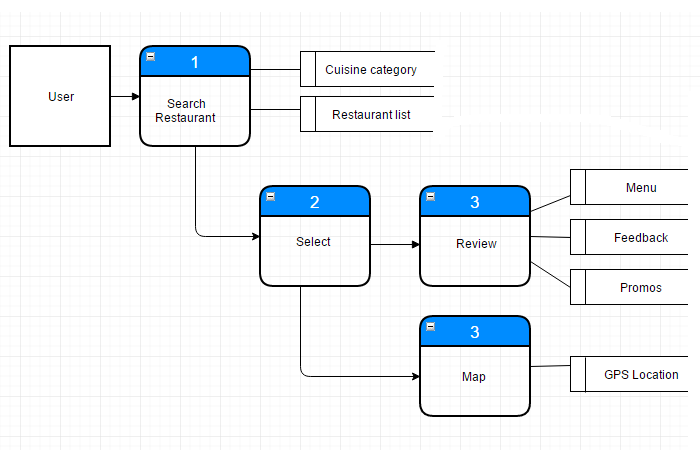 User
1
Search
Restaurant
Cuisine category
Restaurant list
2
Select
3
Review
Menu
Feedback
Promos
3
Map
GPS Location